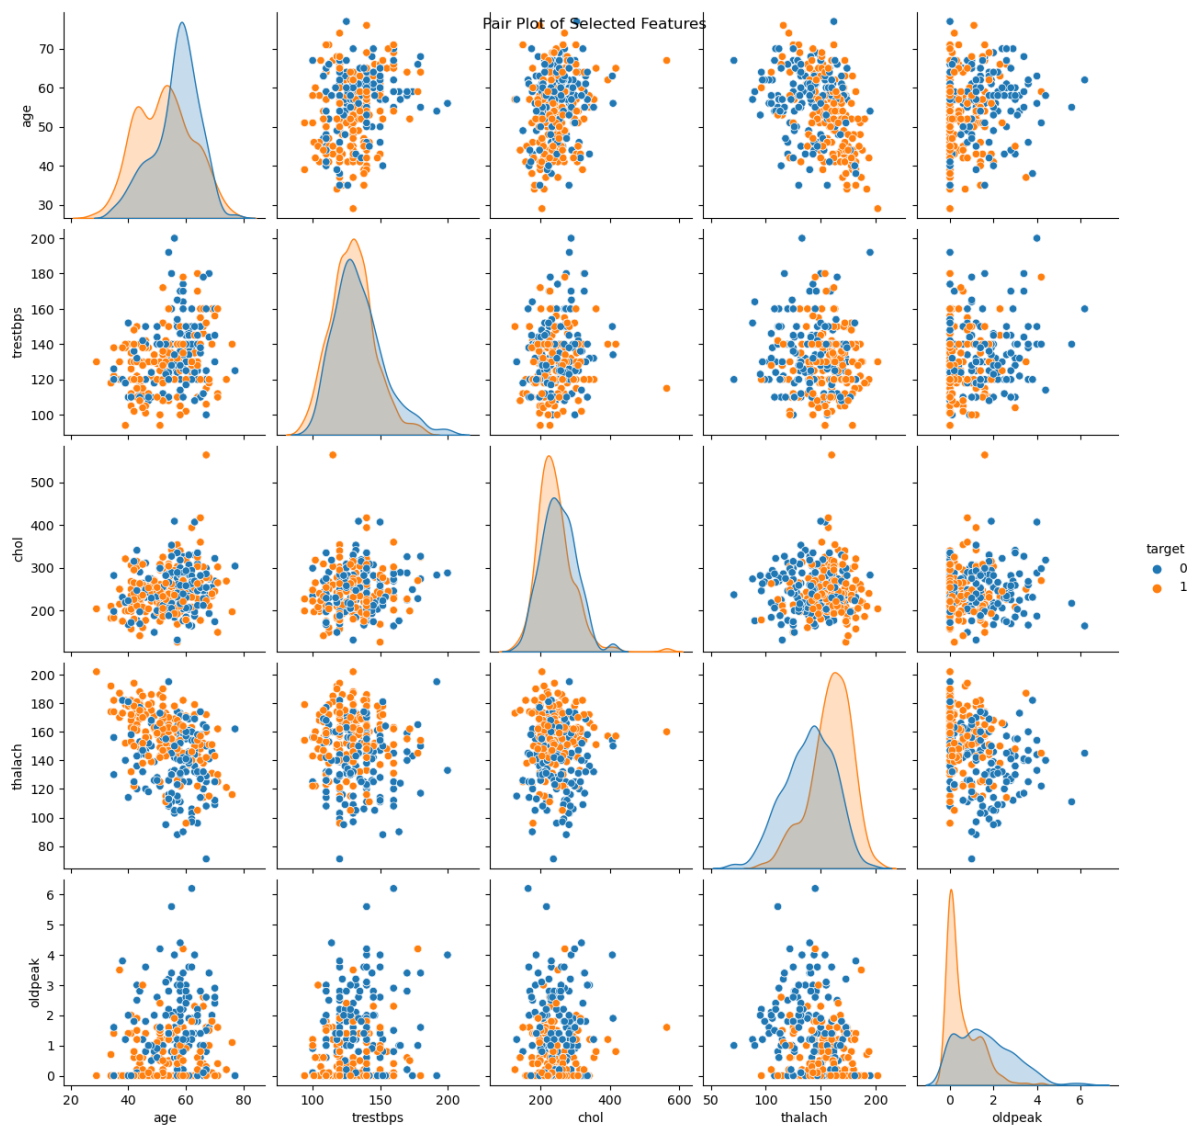 Pair Plot of Selected Features
70
60
50
40
30
age
200
180
160
140
120
100
trestbps
500
400
300
200
chol
target
0
1
200
180
160
140
120
100
80
thalach
6
5
4
3
2
1
0
oldpeak
20 40 60 80
100 150 200
200 400 600
50 100 150 200
0 2 4 6
age trestbps chol thalach oldpeak